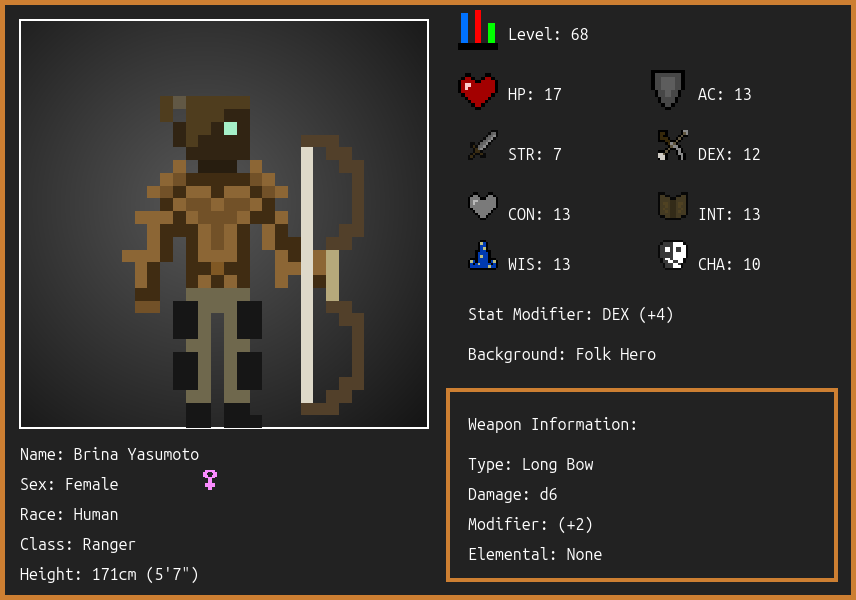 Level: 68
HP: 17
AC: 13
STR: 7
DEX: 12
CON: 13
INT: 13
WIS: 13
CHA: 10
Stat Modifier: DEX (+4)
Background: Folk Hero
Weapon Information:
Type: Long Bow
Damage: d6
Modifier: (+2)
Elemental: None
Name: Brina Yasumoto
Sex: Female
Race: Human
Class: Ranger
Height: 171cm (5'7")